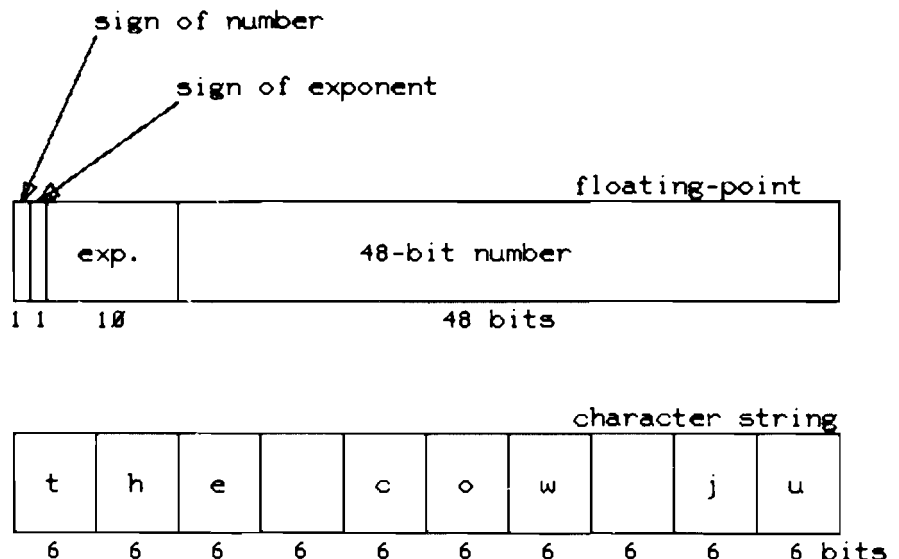 sign of number
sign of exponent
floating-point
exp. 48-bit number
1 1 10 48 bits
character string
t h e c o w j u
6 6 6 6 6 6 6 6 6 6 bits